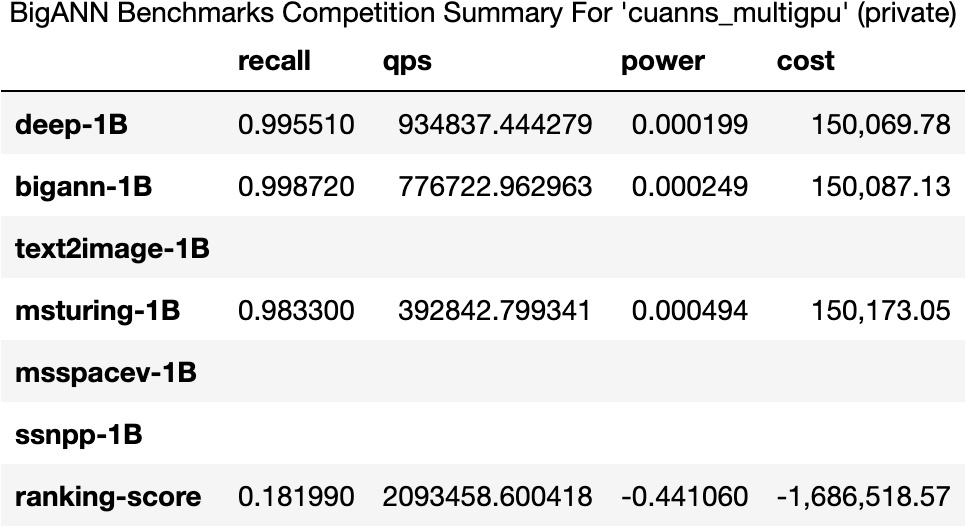 BigANN Benchmarks Competition Summary For 'cuanns_multigpu' (private)
recall qps power cost
deep-1B 0.995510 934837.444279 0.000199 150,069.78
bigann-1B 0.998720 776722.962963 0.000249 150,087.13
text2image-1B
msturing-1B 0.983300 392842.799341 0.000494 150,173.05
msspacev-1B
ssnpp-1B
ranking-score 0.181990 2093458.600418 -0.441060 -1,686,518.57